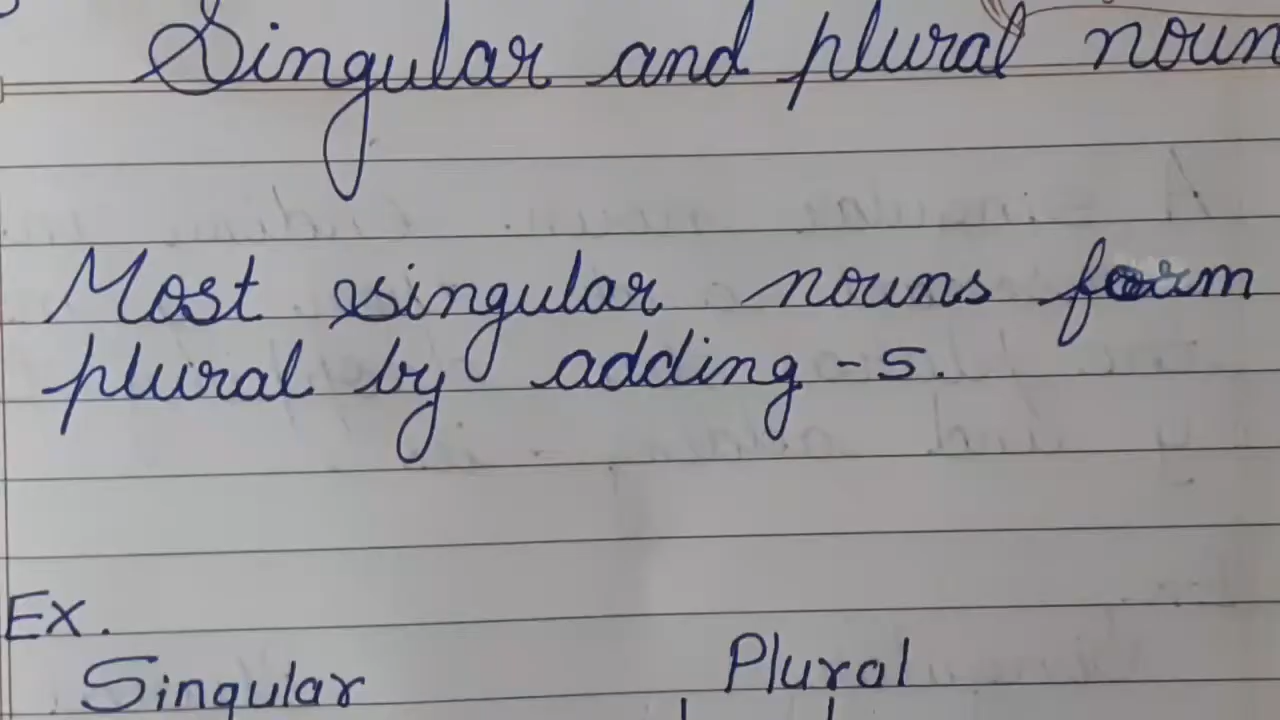 Singular and plural noun
Most singular nouns form
plural by adding -s.
Ex.
Singular Plural